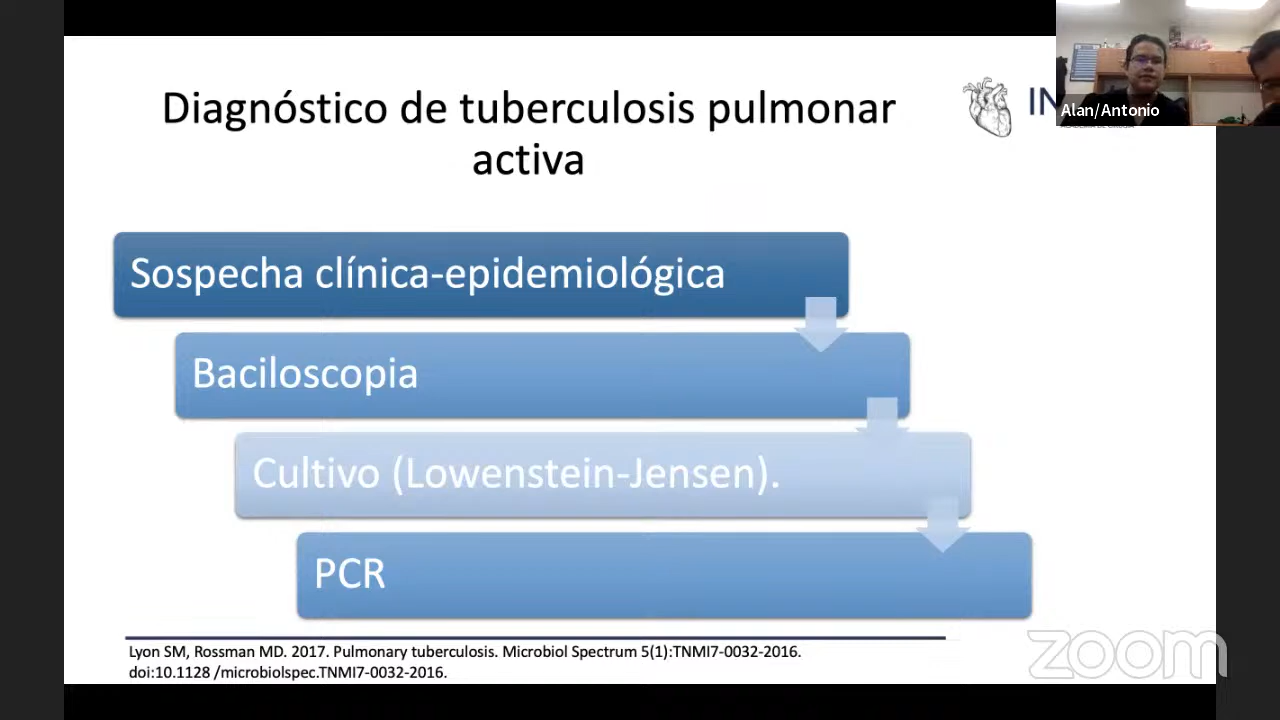 Diagnóstico de tuberculosis pulmonar
activa
IN
Alan/Antonio
Sospecha clínica-epidemiológica
Baciloscopia
Cultivo (Lowenstein-Jensen).
PCR
Lyon SM, Rossman MD. 2017. Pulmonary tuberculosis. Microbiol Spectrum 5(1):TNMI7-0032-2016.
doi:10.1128 /microbiolspec.TNMI7-0032-2016.
zoom